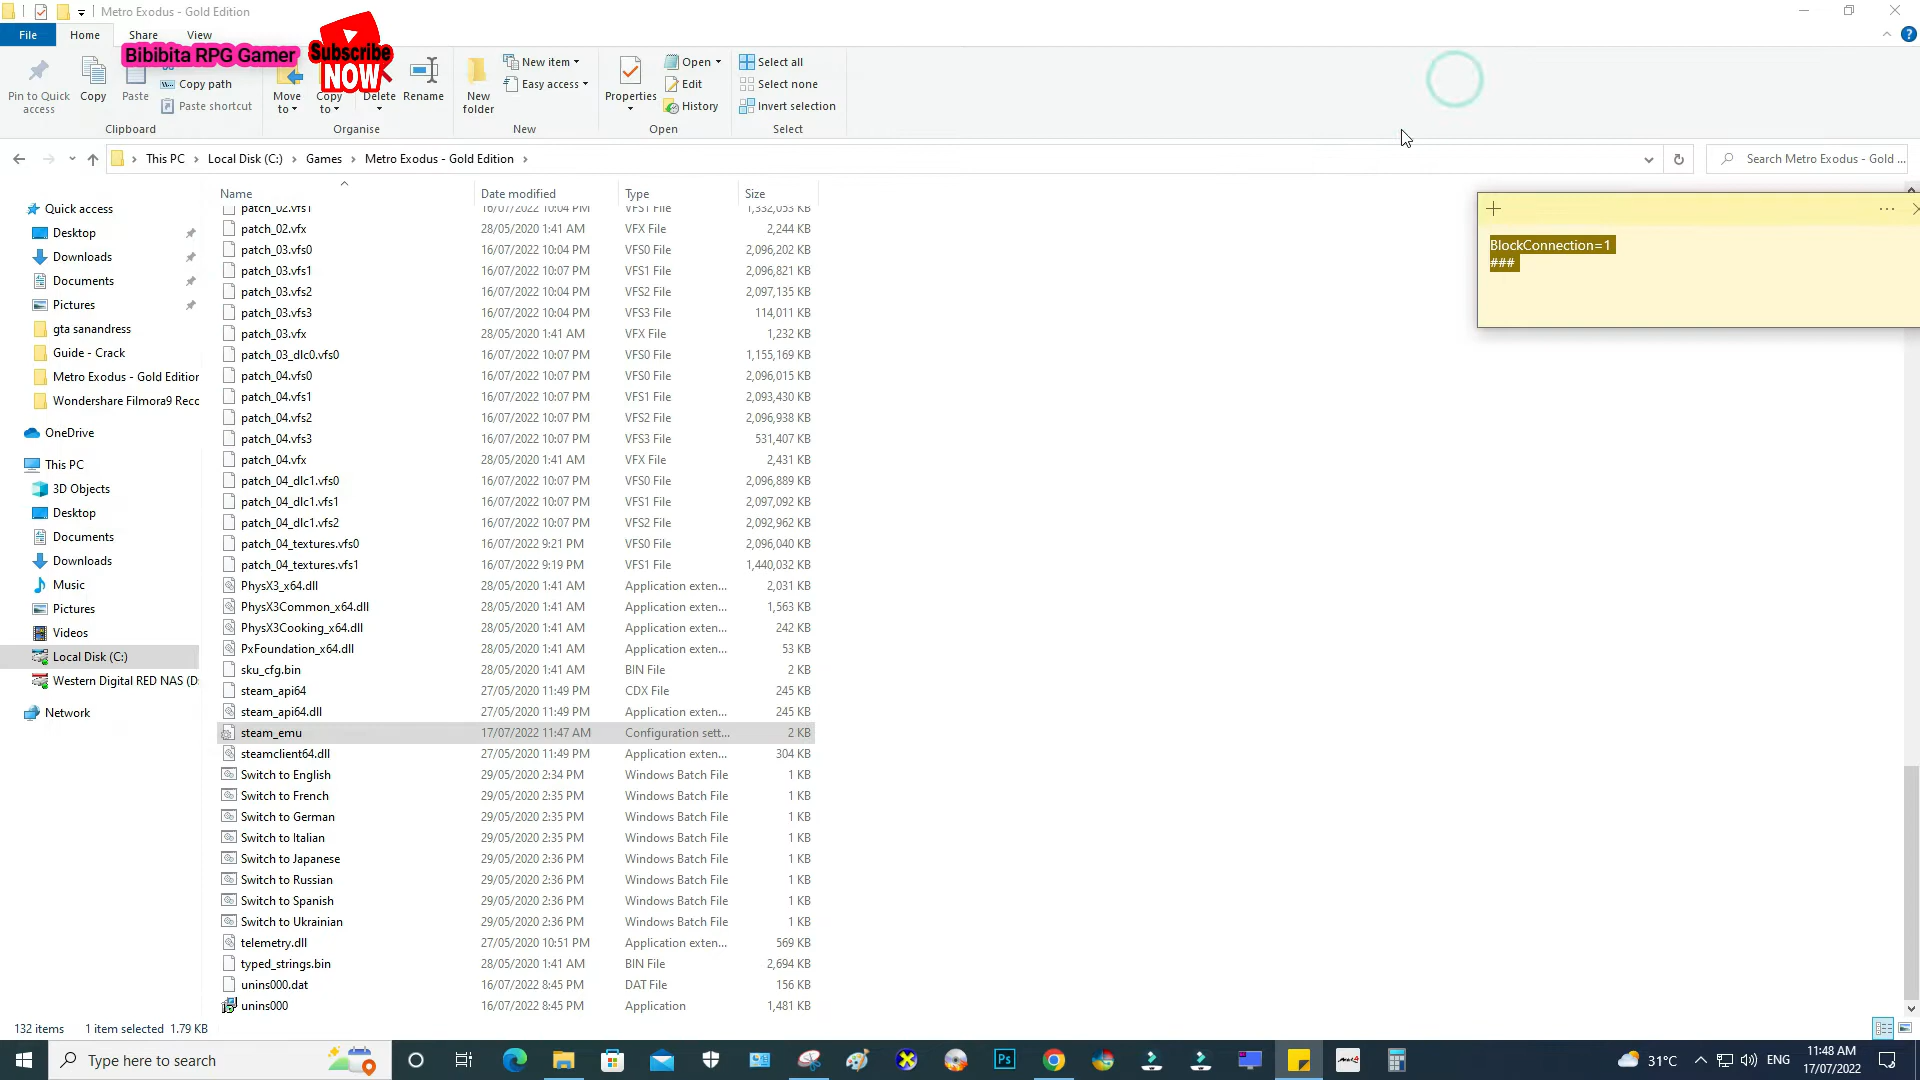 Metro Exodus - Gold Edition
File Home Share View
Bibibita RPG Gamer
Subscribe NOW
Pin to Quick access
Copy
Paste
Copy path
Paste shortcut
Clipboard
Move to
Copy to
Delete
Rename
Organise
New folder
New item
Easy access
New
Properties
Open
Edit
History
Open
Select all
Select none
Invert selection
Select
This PC > Local Disk (C:) > Games > Metro Exodus - Gold Edition >
Search Metro Exodus - Gold ...
Quick access
Desktop
Downloads
Documents
Pictures
gta sanandress
Guide - Crack
Metro Exodus - Gold Edition
Wondershare Filmora9 Recc
OneDrive
This PC
3D Objects
Desktop
Documents
Downloads
Music
Pictures
Videos
Local Disk (C:)
Western Digital RED NAS (D:
Network
Name Date modified Type Size
patch_02.vfs1 16/07/2022 10:04 PM VFS1 File 1,332,053 KB
patch_02.vfx 28/05/2020 1:41 AM VFX File 2,244 KB
patch_03.vfs0 16/07/2022 10:04 PM VFS0 File 2,096,202 KB
patch_03.vfs1 16/07/2022 10:04 PM VFS1 File 2,096,821 KB
patch_03.vfs2 16/07/2022 10:04 PM VFS2 File 2,097,135 KB
patch_03.vfs3 16/07/2022 10:04 PM VFS3 File 114,011 KB
patch_03.vfx 28/05/2020 1:41 AM VFX File 1,232 KB
patch_03_dlc0.vfs0 16/07/2022 10:07 PM VFS0 File 1,155,169 KB
patch_04.vfs0 16/07/2022 10:07 PM VFS0 File 2,096,015 KB
patch_04.vfs1 16/07/2022 10:07 PM VFS1 File 2,093,430 KB
patch_04.vfs2 16/07/2022 10:07 PM VFS2 File 2,096,938 KB
patch_04.vfs3 16/07/2022 10:07 PM VFS3 File 531,407 KB
patch_04.vfx 28/05/2020 1:41 AM VFX File 2,431 KB
patch_04_dlc1.vfs0 16/07/2022 10:07 PM VFS0 File 2,096,889 KB
patch_04_dlc1.vfs1 16/07/2022 10:07 PM VFS1 File 2,097,092 KB
patch_04_dlc1.vfs2 16/07/2022 10:07 PM VFS2 File 2,092,962 KB
patch_04_textures.vfs0 16/07/2022 9:21 PM VFS0 File 2,096,040 KB
patch_04_textures.vfs1 16/07/2022 9:19 PM VFS1 File 1,440,032 KB
PhysX3_x64.dll 28/05/2020 1:41 AM Application exten... 2,031 KB
PhysX3Common_x64.dll 28/05/2020 1:41 AM Application exten... 1,563 KB
PhysX3Cooking_x64.dll 28/05/2020 1:41 AM Application exten... 242 KB
PxFoundation_x64.dll 28/05/2020 1:41 AM Application exten... 53 KB
sku_cfg.bin 28/05/2020 1:41 AM BIN File 2 KB
steam_api64 27/05/2020 11:49 PM CDX File 245 KB
steam_api64.dll 27/05/2020 11:49 PM Application exten... 245 KB
steam_emu 17/07/2022 11:47 AM Configuration sett... 2 KB
steamclient64.dll 27/05/2020 11:49 PM Application exten... 304 KB
Switch to English 29/05/2020 2:34 PM Windows Batch File 1 KB
Switch to French 29/05/2020 2:35 PM Windows Batch File 1 KB
Switch to German 29/05/2020 2:35 PM Windows Batch File 1 KB
Switch to Italian 29/05/2020 2:35 PM Windows Batch File 1 KB
Switch to Japanese 29/05/2020 2:36 PM Windows Batch File 1 KB
Switch to Russian 29/05/2020 2:36 PM Windows Batch File 1 KB
Switch to Spanish 29/05/2020 2:36 PM Windows Batch File 1 KB
Switch to Ukrainian 29/05/2020 2:36 PM Windows Batch File 1 KB
telemetry.dll 27/05/2020 10:51 PM Application exten... 569 KB
typed_strings.bin 28/05/2020 1:41 AM BIN File 2,694 KB
unins000.dat 16/07/2022 8:45 PM DAT File 156 KB
unins000 16/07/2022 8:45 PM Application 1,481 KB
BlockConnection=1
###
132 items 1 item selected 1.79 KB
Type here to search
Ps
31°C
ENG
11:48 AM
17/07/2022